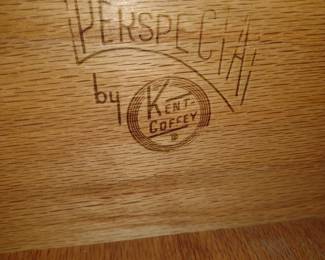 PERSPECTA
by
KENT-
COFFEY